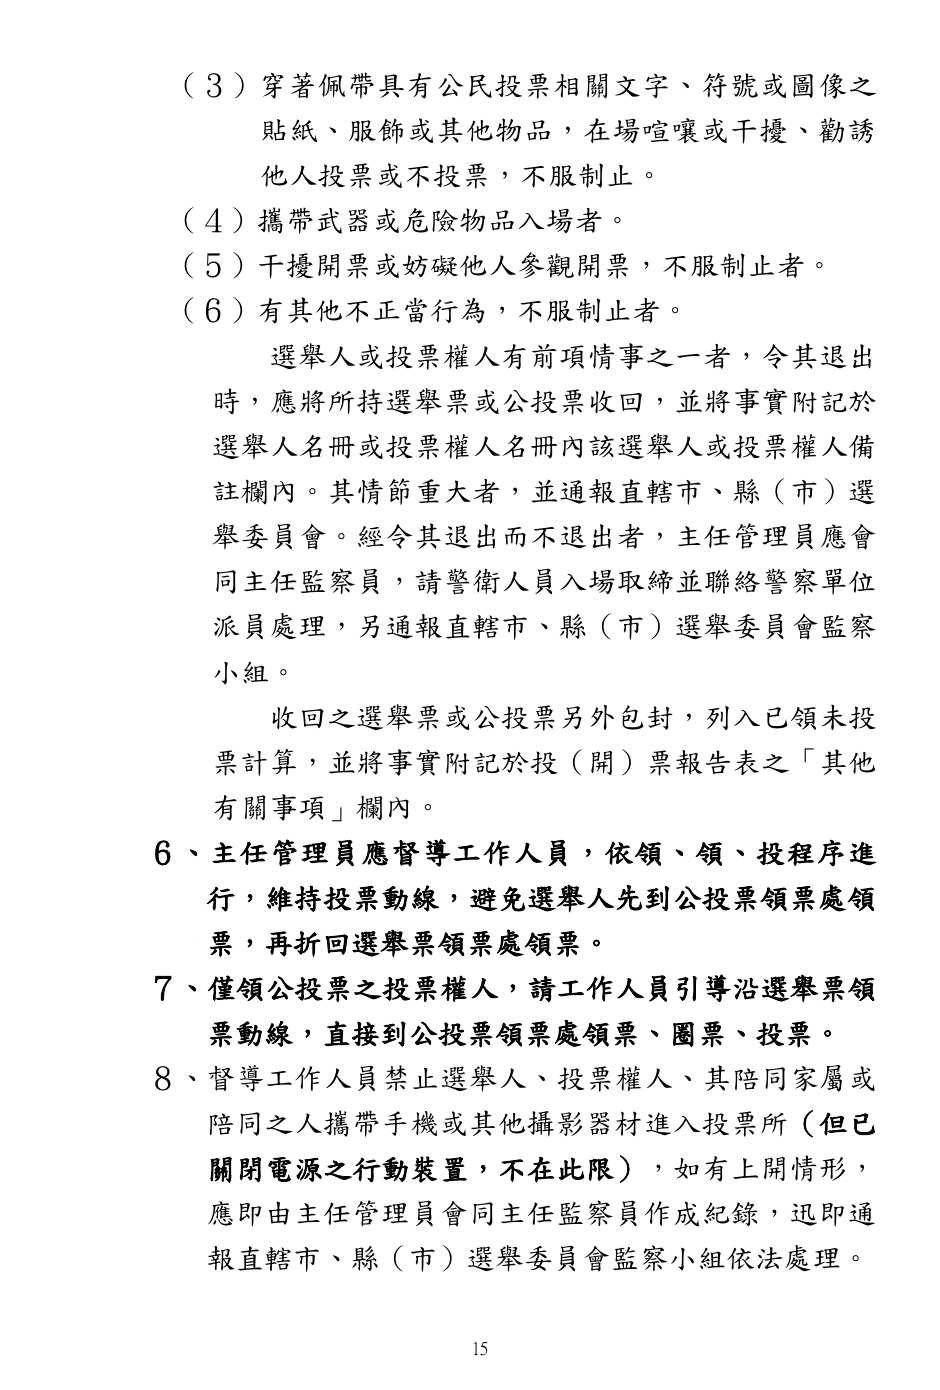 （３）穿著佩帶具有公民投票相關文字、符號或圖像之
貼紙、服飾或其他物品，在場喧嚷或干擾、勸誘
他人投票或不投票，不服制止。
（４）攜帶武器或危險物品入場者。
（５）干擾開票或妨礙他人參觀開票，不服制止者。
（６）有其他不正當行為，不服制止者。
選舉人或投票權人有前項情事之一者，令其退出
時，應將所持選舉票或公投票收回，並將事實附記於
選舉人名冊或投票權人名冊內該選舉人或投票權人備
註欄內。其情節重大者，並通報直轄市、縣（市）選
舉委員會。經令其退出而不退出者，主任管理員應會
同主任監察員，請警衛人員入場取締並聯絡警察單位
派員處理，另通報直轄市、縣（市）選舉委員會監察
小組。
收回之選舉票或公投票另外包封，列入已領未投
票計算，並將事實附記於投（開）票報告表之「其他
有關事項」欄內。
６、主任管理員應督導工作人員，依領、領、投程序進
行，維持投票動線，避免選舉人先到公投票領票處領
票，再折回選舉票領票處領票。
７、僅領公投票之投票權人，請工作人員引導沿選舉票領
票動線，直接到公投票領票處領票、圈票、投票。
８、督導工作人員禁止選舉人、投票權人、其陪同家屬或
陪同之人攜帶手機或其他攝影器材進入投票所（但已
關閉電源之行動裝置，不在此限），如有上開情形，
應即由主任管理員會同主任監察員作成紀錄，迅即通
報直轄市、縣（市）選舉委員會監察小組依法處理。
15